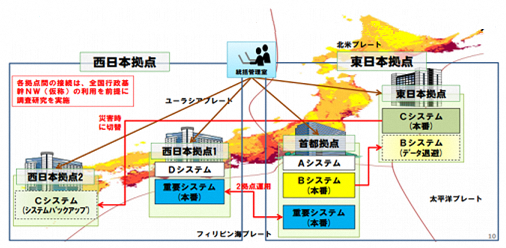 西日本拠点
東日本拠点
統括管理室
北米プレート
各拠点間の接続は、全国行政基
幹NW（仮称）の利用を前提に
調査研究を実施
ユーラシアプレート
災害時
に切替
東日本拠点
Cシステム
(本番)
Bシステム
(データ退避)
西日本拠点1
Dシステム
重要システム
(本番)
首都拠点
Aシステム
Bシステム
(本番)
重要システム
(本番)
2拠点運用
西日本拠点2
Cシステム
(システムバックアップ)
太平洋プレート
フィリピン海プレート
10